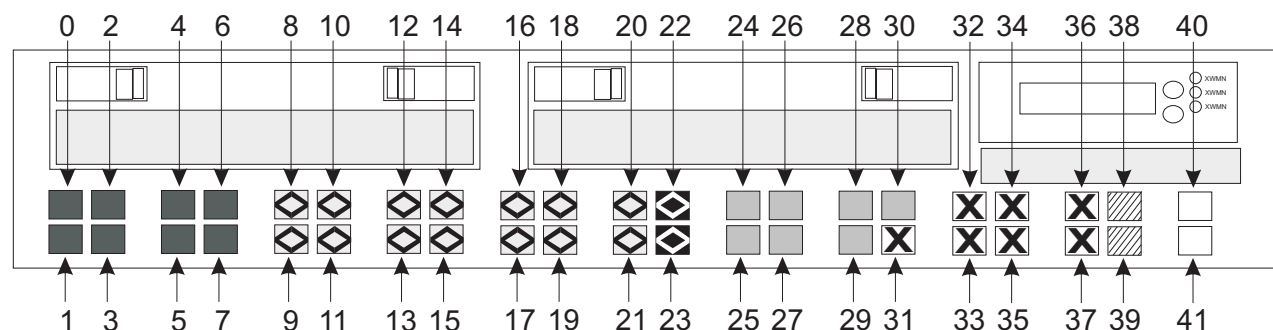 0 2 4 6 8 10 12 14 16 18 20 22 24 26 28 30 32 34 36 38 40
XWMN
XWMN
XWMN
X X X X
X X X X X
1 3 5 7 9 11 13 15 17 19 21 23 25 27 29 31 33 35 37 39 41